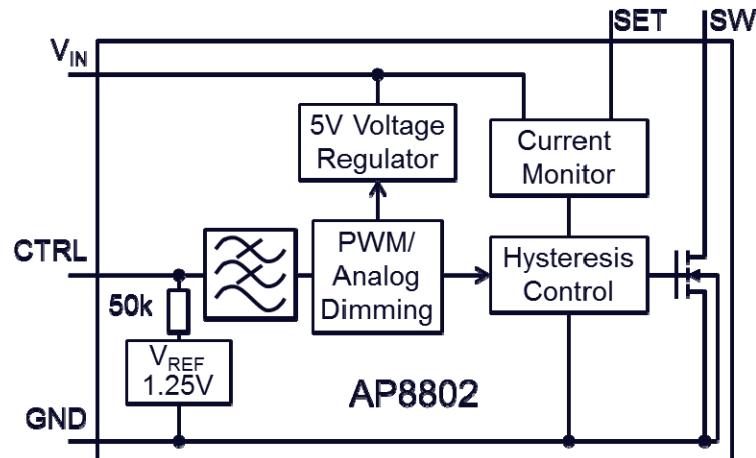 SET
SW
VIN
5V Voltage
Regulator
Current
Monitor
CTRL
PWM/
Analog
Dimming
Hysteresis
Control
50k
VREF
1.25V
AP8802
GND